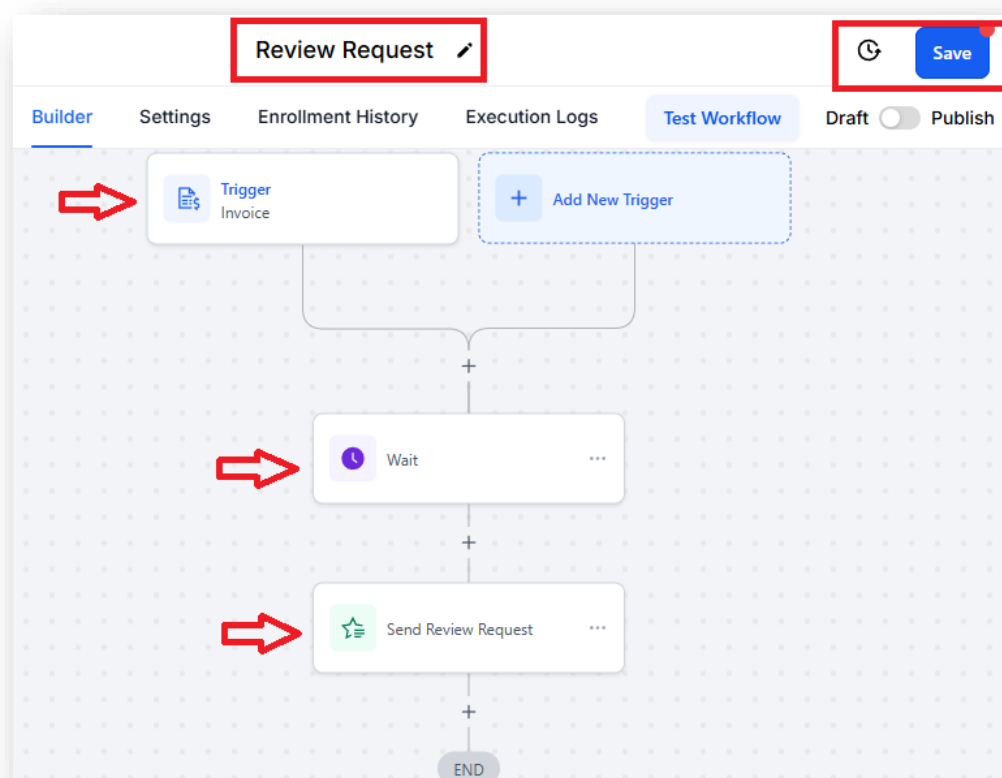 Review Request
Save
Builder
Settings
Enrollment History
Execution Logs
Test Workflow
Draft
Publish
Trigger
Invoice
Add New Trigger
Wait
Send Review Request
END